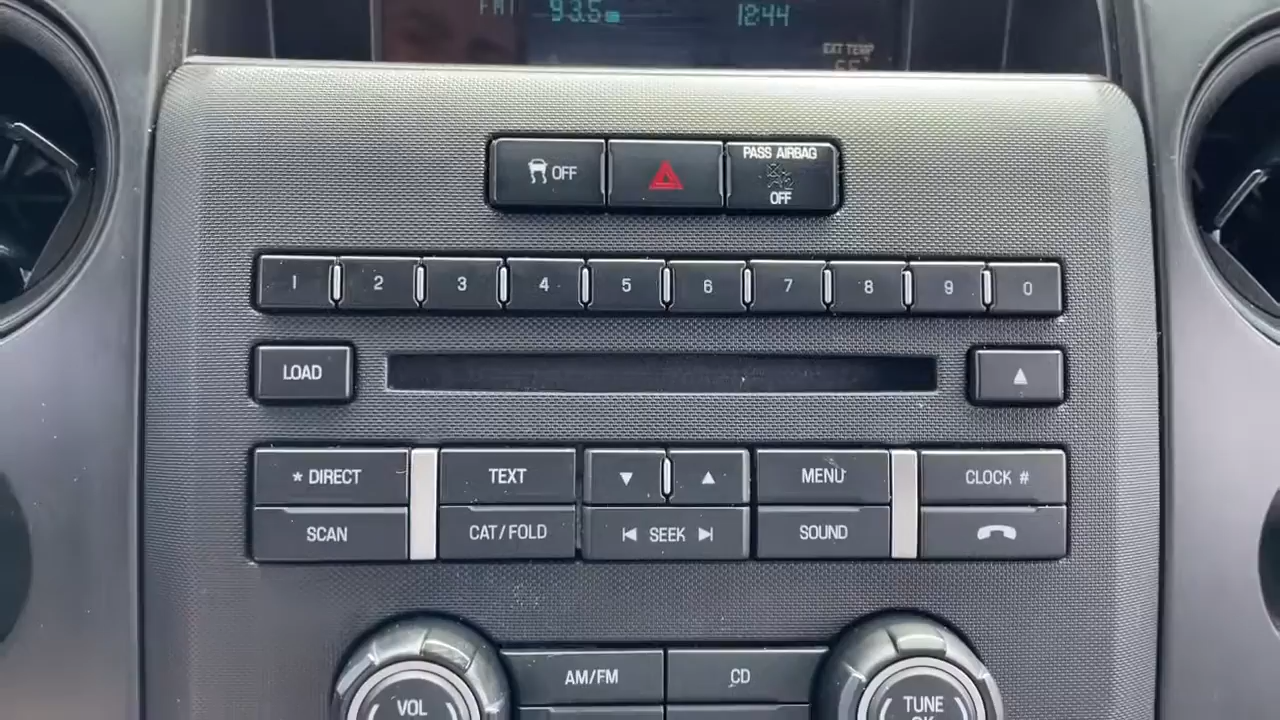 FM1 93.5 12:44
EXT TEMP
OFF
PASS AIRBAG
OFF
1 2 3 4 5 6 7 8 9 0
LOAD
* DIRECT TEXT MENU CLOCK #
SCAN CAT/FOLD SEEK SOUND
AM/FM CD
VOL TUNE